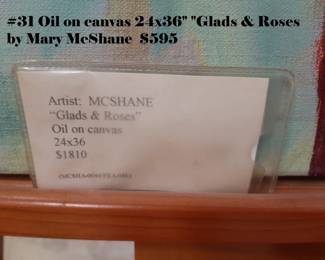 #31 Oil on canvas 24x36" "Glads & Roses
by Mary McShane $595
Artist: MCSHANE
"Glads & Roses"
Oil on canvas
24x36
$1810